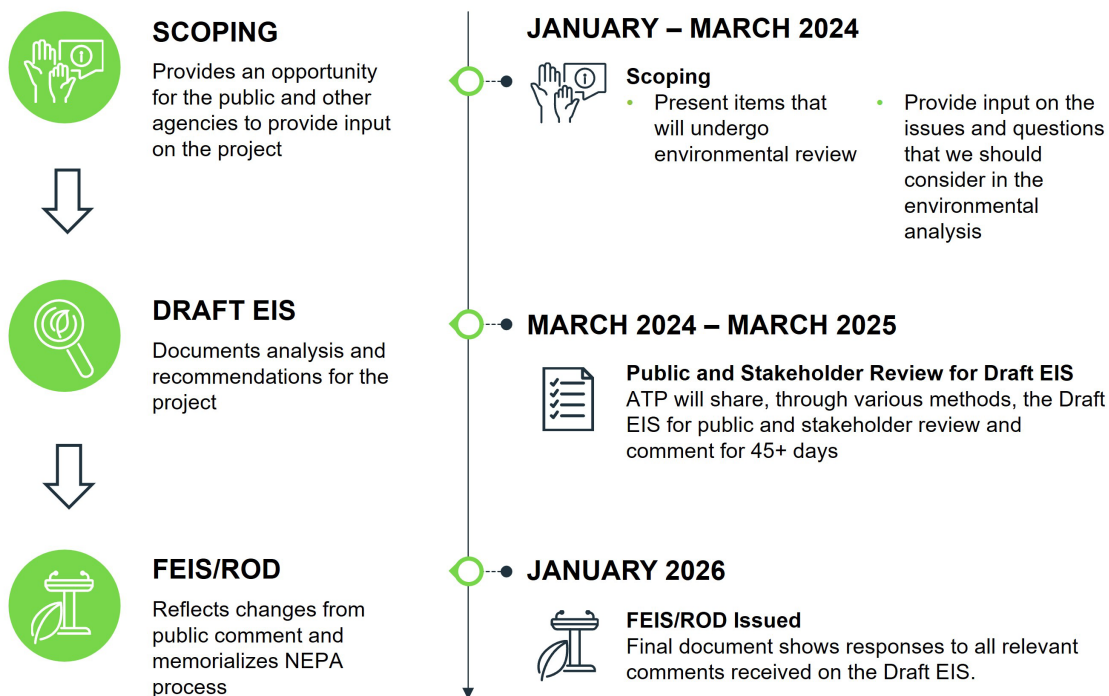 SCOPING
Provides an opportunity
for the public and other
agencies to provide input
on the project
JANUARY – MARCH 2024
Scoping
• Present items that
will undergo
environmental review
• Provide input on the
issues and questions
that we should
consider in the
environmental
analysis
DRAFT EIS
Documents analysis and
recommendations for the
project
MARCH 2024 – MARCH 2025
Public and Stakeholder Review for Draft EIS
ATP will share, through various methods, the Draft
EIS for public and stakeholder review and
comment for 45+ days
FEIS/ROD
Reflects changes from
public comment and
memorializes NEPA
process
JANUARY 2026
FEIS/ROD Issued
Final document shows responses to all relevant
comments received on the Draft EIS.